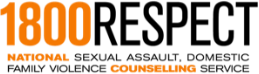 1800RESPECT
NATIONAL SEXUAL ASSAULT, DOMESTIC
FAMILY VIOLENCE COUNSELLING SERVICE